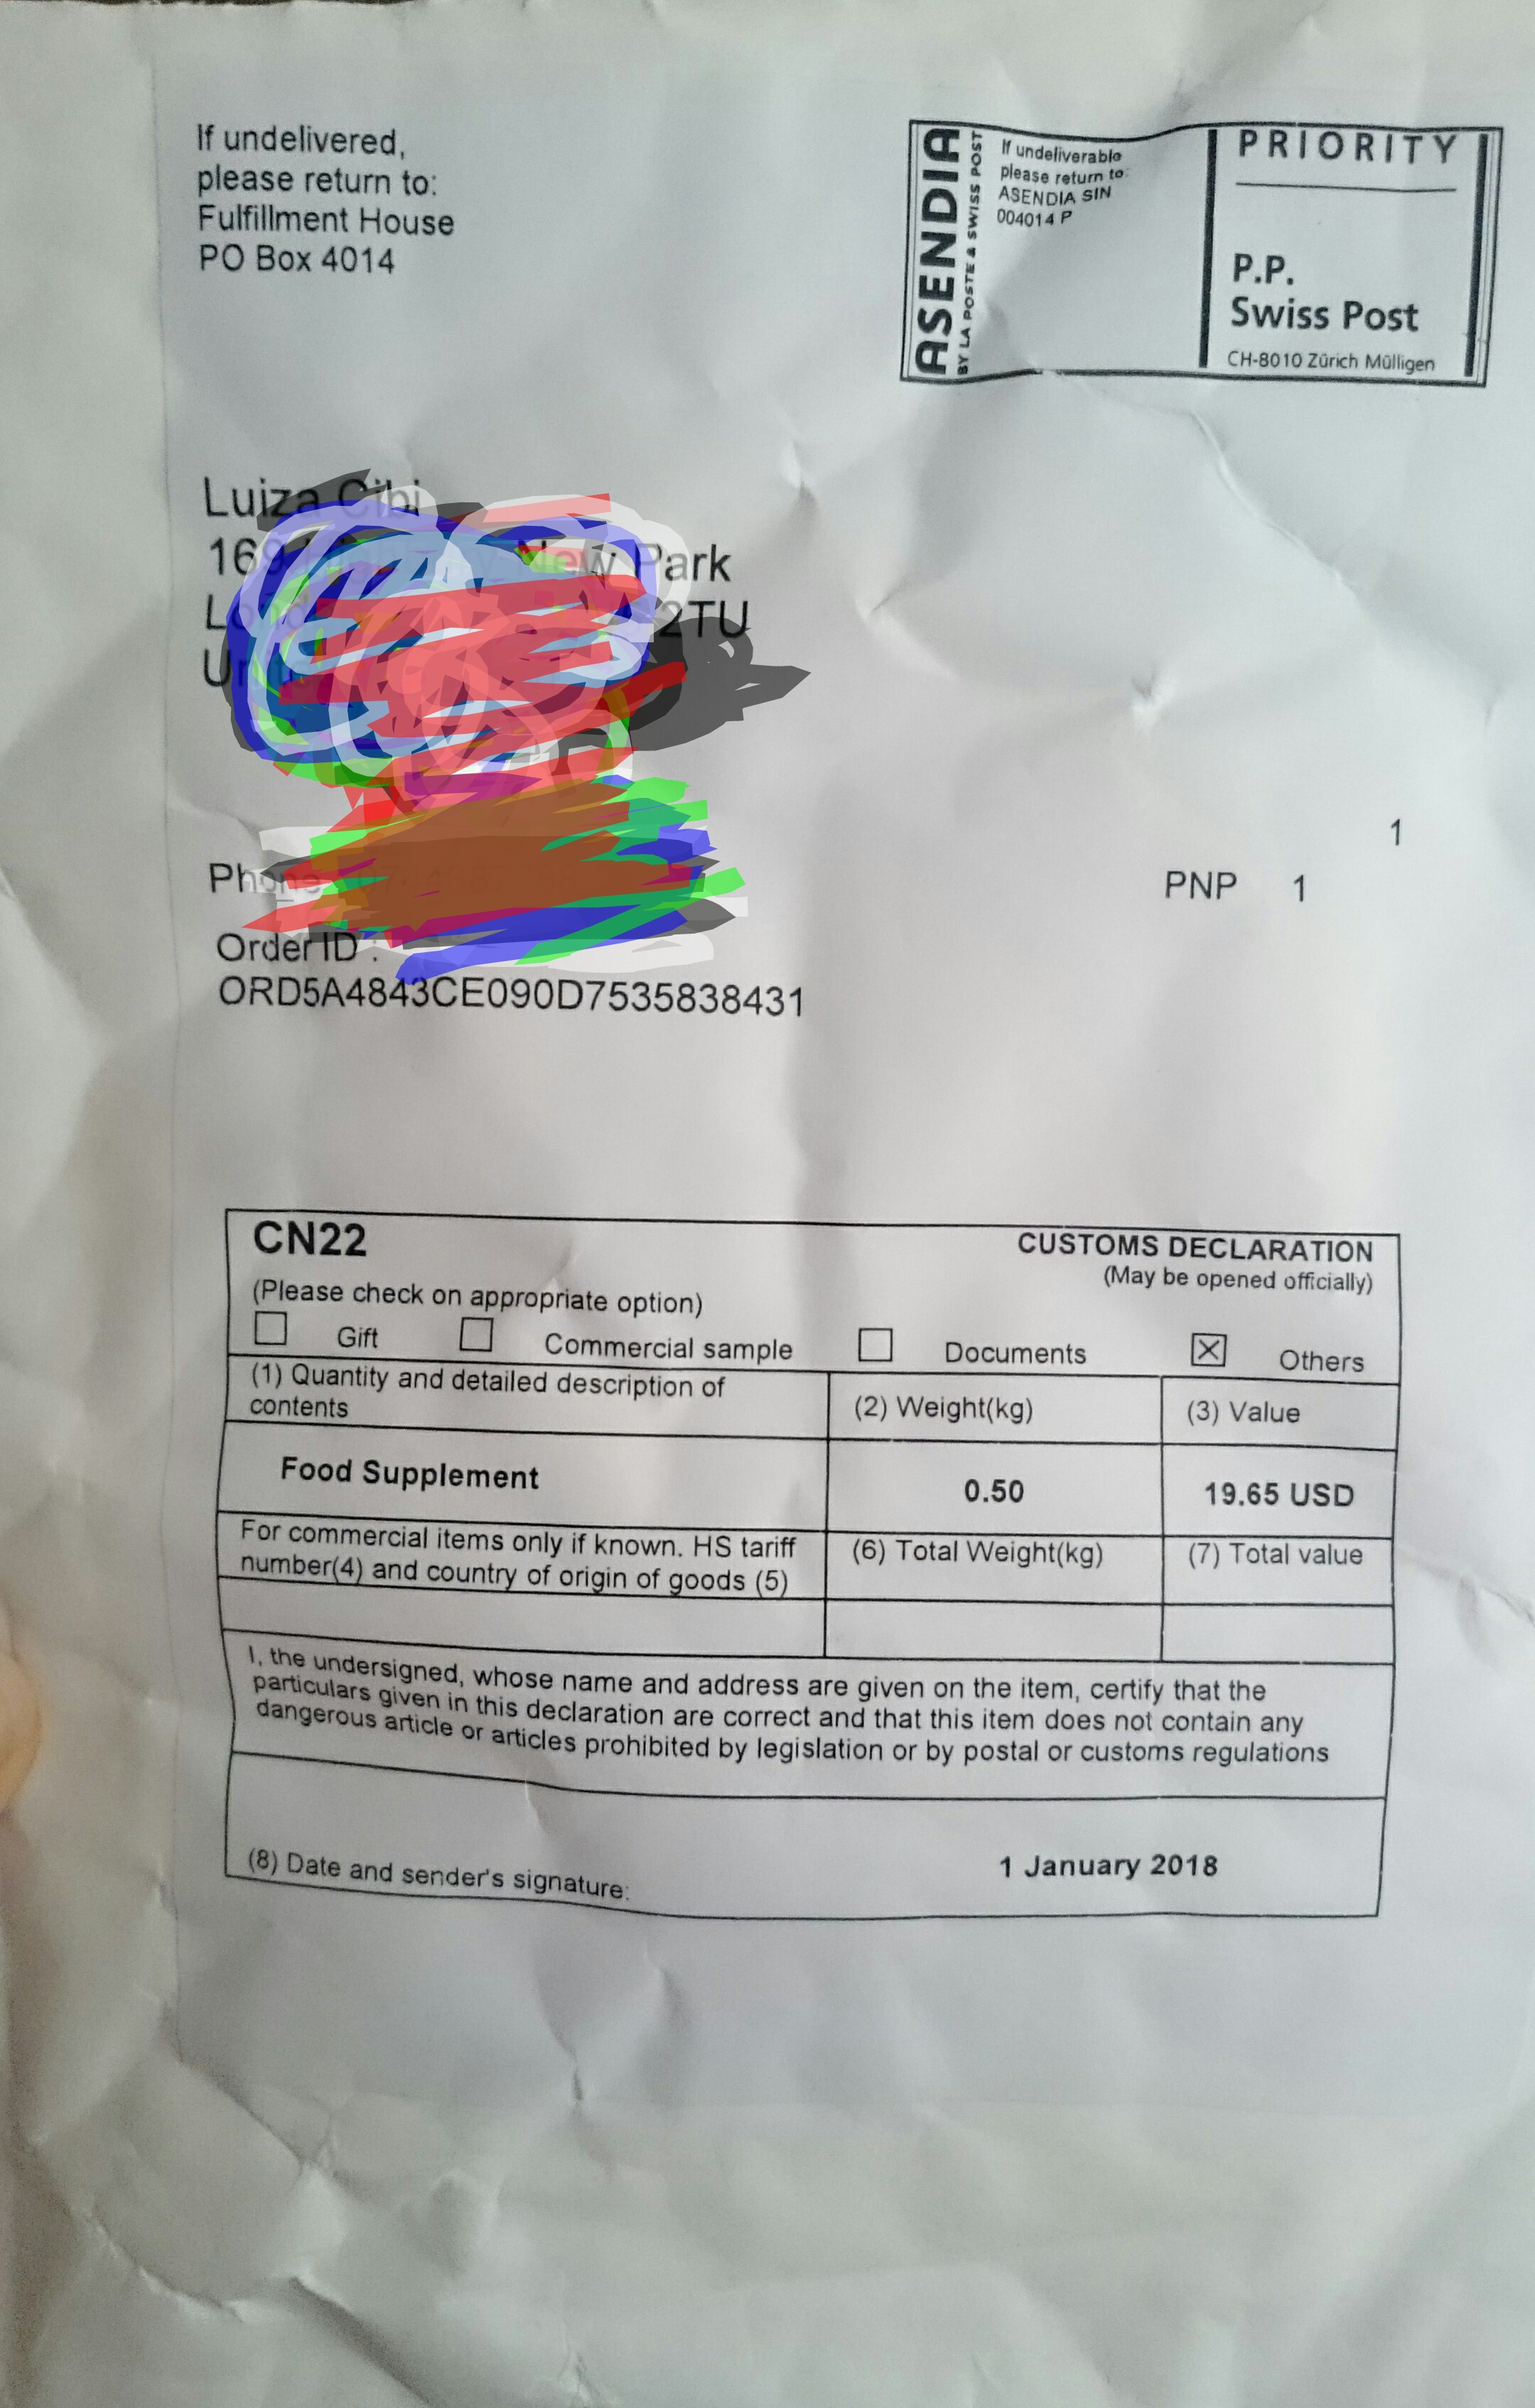 If undelivered,
please return to:
Fulfillment House
PO Box 4014
ASENDIA
BY LA POSTE & SWISS POST
If undeliverable
please return to:
ASENDIA SIN
004014 P
PRIORITY
P.P.
Swiss Post
CH-8010 Zürich Mülligen
Luiza Cibi
New Park
2TU
1
Phone
PNP 1
Order ID :
ORD5A4843CE090D7535838431
CN22
CUSTOMS DECLARATION
(May be opened officially)
(Please check on appropriate option)
Gift Commercial sample Documents Others
(1) Quantity and detailed description of
contents
(2) Weight(kg)
(3) Value
Food Supplement 0.50 19.65 USD
For commercial items only if known. HS tariff
number(4) and country of origin of goods (5)
(6) Total Weight(kg)
(7) Total value
I, the undersigned, whose name and address are given on the item, certify that the
particulars given in this declaration are correct and that this item does not contain any
dangerous article or articles prohibited by legislation or by postal or customs regulations
(8) Date and sender's signature: 1 January 2018